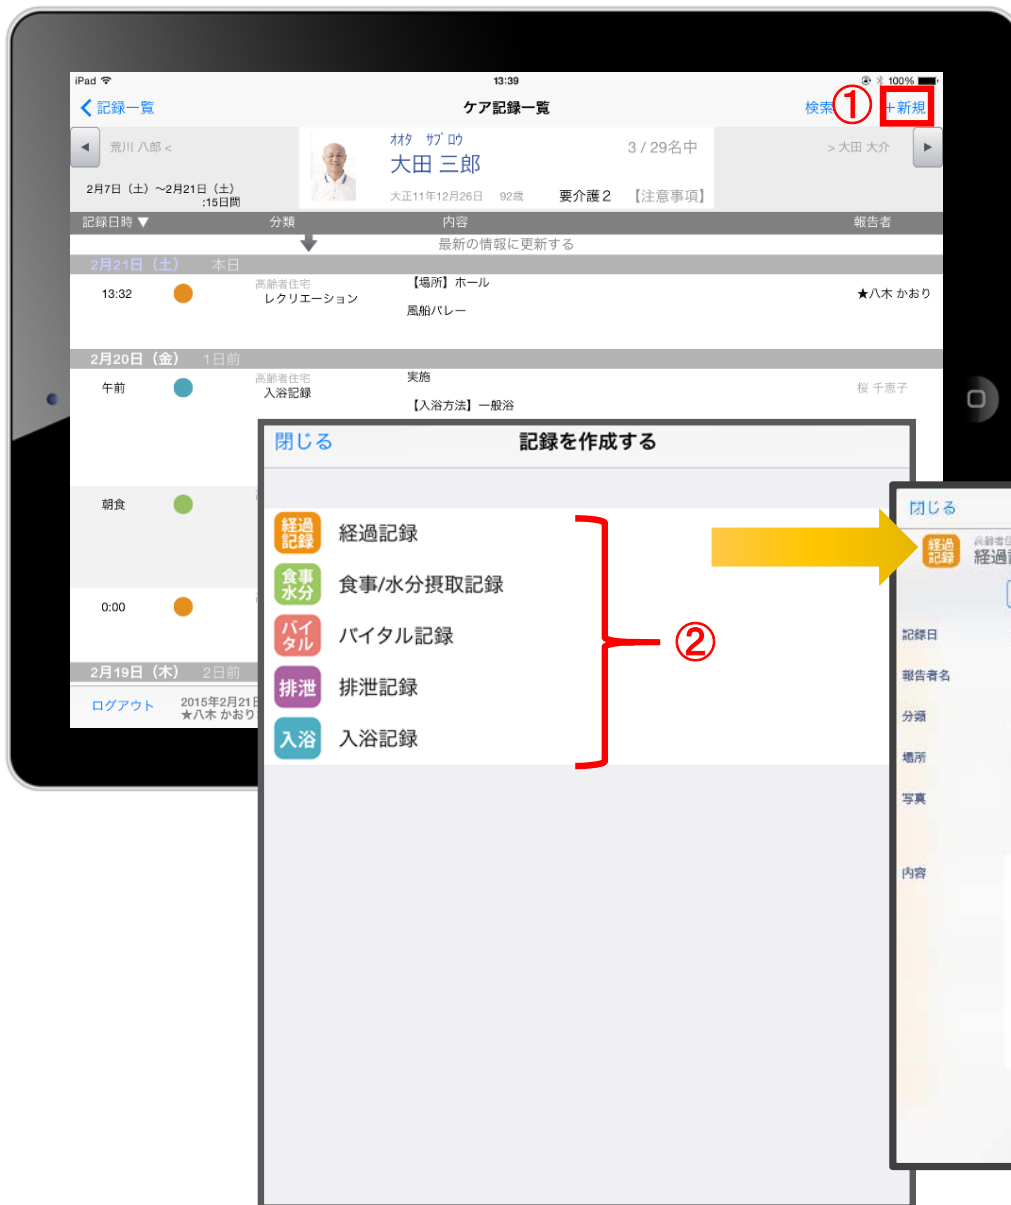 iPad 13:39 100%
記録一覧 ケア記録一覧 検索 ① +新規
荒川 八郎 <
オオタ サブロウ
大田 三郎
3 / 29名中
> 大田 大介
2月7日（土）～2月21日（土）
:15日間
大正11年12月26日 92歳 要介護2 【注意事項】
記録日時 ▼ 分類 内容 報告者
最新の情報に更新する
2月21日（土） 本日
13:32
高齢者住宅
レクリエーション
【場所】ホール
風船バレー
★八木 かおり
2月20日（金） 1日前
午前
高齢者住宅
入浴記録
実施
【入浴方法】一般浴
桜 千恵子
朝食
0:00
2月19日（木） 2日前
ログアウト
2015年2月21日
★八木 かおり
閉じる 記録を作成する
経過記録 経過記録
食事水分 食事/水分摂取記録
バイタル バイタル記録
②
排泄 排泄記録
入浴 入浴記録
閉じる
経過記録
高齢者住
経過
記録日
報告者名
分類
場所
写真
内容